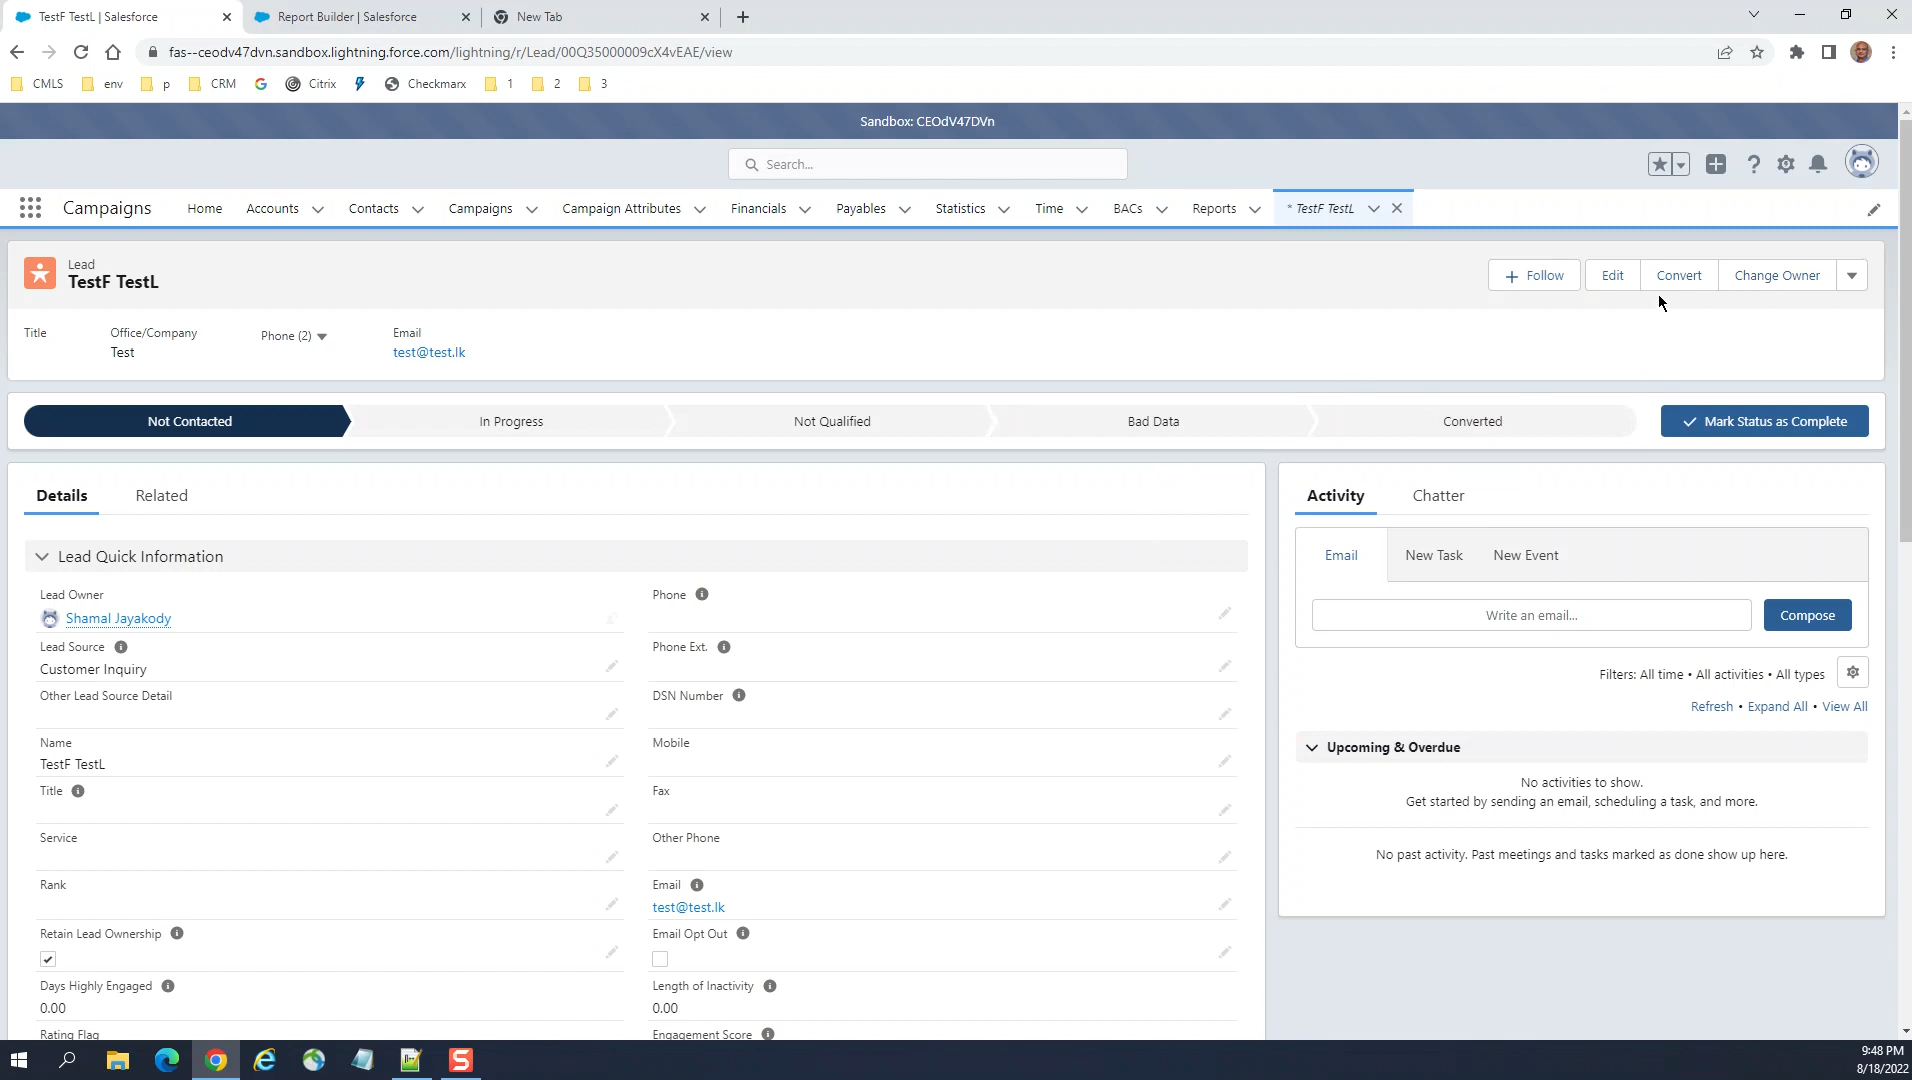 TestF TestL | Salesforce
Report Builder | Salesforce
New Tab
fas--ceodv47dvn.sandbox.lightning.force.com/lightning/r/Lead/00Q35000009cX4vEAE/view
CMLS env p CRM Citrix Checkmarx 1 2 3
Sandbox: CEOdV47DVn
Search...
Campaigns Home Accounts Contacts Campaigns Campaign Attributes Financials Payables Statistics Time BACs Reports * TestF TestL
Lead
TestF TestL
Follow Edit Convert Change Owner
Title Office/Company Phone (2) Email
Test test@test.lk
Not Contacted In Progress Not Qualified Bad Data Converted Mark Status as Complete
Details Related
Lead Quick Information
Lead Owner
Shamal Jayakody
Lead Source
Customer Inquiry
Other Lead Source Detail
Name
TestF TestL
Title
Service
Rank
Retain Lead Ownership
Days Highly Engaged
0.00
Rating Flag
Phone
Phone Ext.
DSN Number
Mobile
Fax
Other Phone
Email
test@test.lk
Email Opt Out
Length of Inactivity
0.00
Engagement Score
Activity Chatter
Email New Task New Event
Write an email... Compose
Filters: All time • All activities • All types
Refresh • Expand All • View All
Upcoming & Overdue
No activities to show.
Get started by sending an email, scheduling a task, and more.
No past activity. Past meetings and tasks marked as done show up here.
9:48 PM
8/18/2022